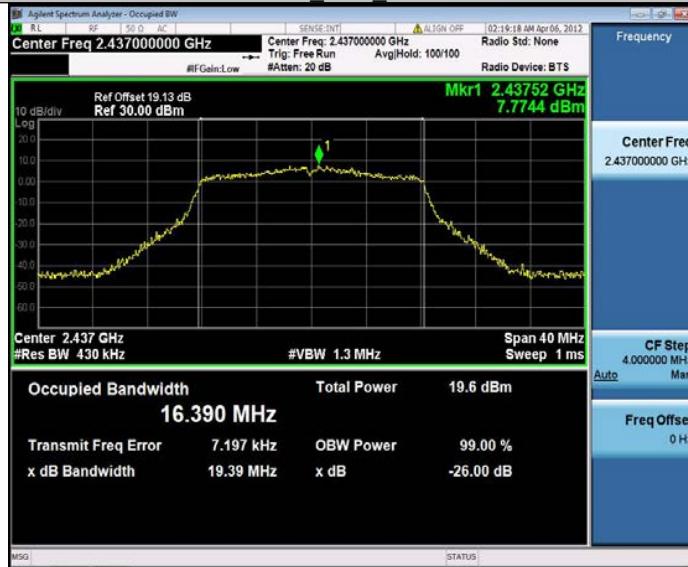 Agilent Spectrum Analyzer - Occupied BW
RL RF 50 Ω AC SENSE:INT ALIGN OFF 02:19:18 AM Apr 06, 2012
Center Freq 2.437000000 GHz
Center Freq: 2.437000000 GHz
Radio Std: None
Trig: Free Run Avg|Hold: 100/100
#IFGain:Low #Atten: 20 dB
Radio Device: BTS
Frequency
Mkr1 2.43752 GHz
7.7744 dBm
Ref Offset 19.13 dB
10 dB/div Ref 30.00 dBm
Log
20.0
10.0
0.00
-10.0
-20.0
-30.0
-40.0
-50.0
-60.0
1
Center 2.437 GHz Span 40 MHz
#Res BW 430 kHz #VBW 1.3 MHz Sweep 1 ms
Occupied Bandwidth Total Power 19.6 dBm
16.390 MHz
Transmit Freq Error 7.197 kHz OBW Power 99.00 %
x dB Bandwidth 19.39 MHz x dB -26.00 dB
Center Freq
2.437000000 GHz
CF Step
4.000000 MHz
Auto Man
Freq Offset
0 Hz
MSG STATUS